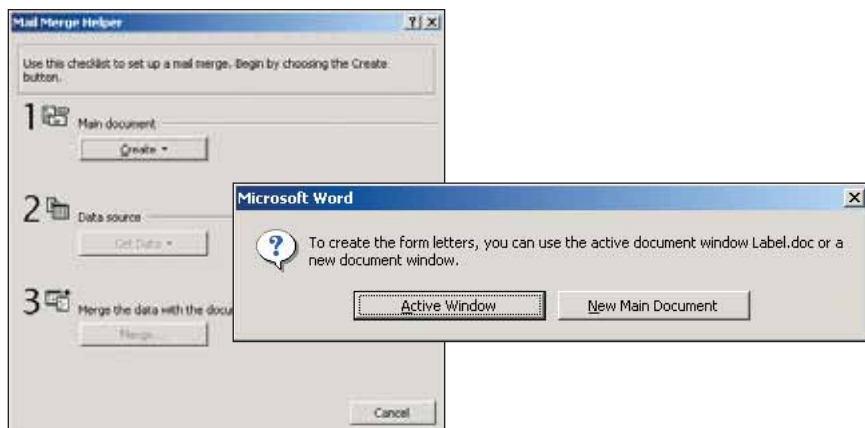 Mail Merge Helper
Use this checklist to set up a mail merge. Begin by choosing the Create
button.
1 Main document
Create
2 Data source
Get Data
3 Merge the data with the docu
Merge...
Cancel
Microsoft Word
To create the form letters, you can use the active document window Label.doc or a
new document window.
Active Window
New Main Document